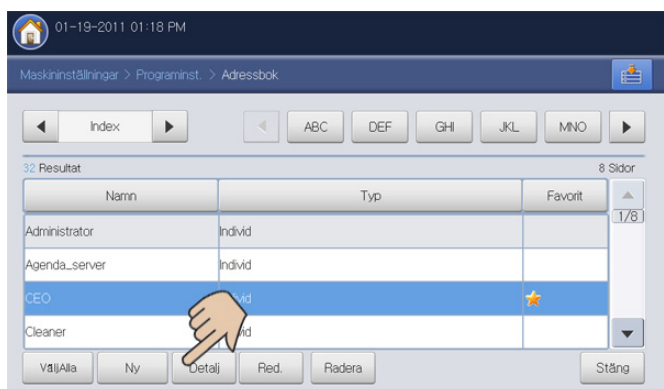 01-19-2011 01:18 PM
Maskininställningar > Programinst. > Adressbok
Index ABC DEF GHI JKL MNO
32 Resultat 8 Sidor
Namn Typ Favorit
1/8
Administrator Individ
Agenda_server Individ
CEO
Cleaner
VäljAlla Ny Detalj Red. Radera Stäng